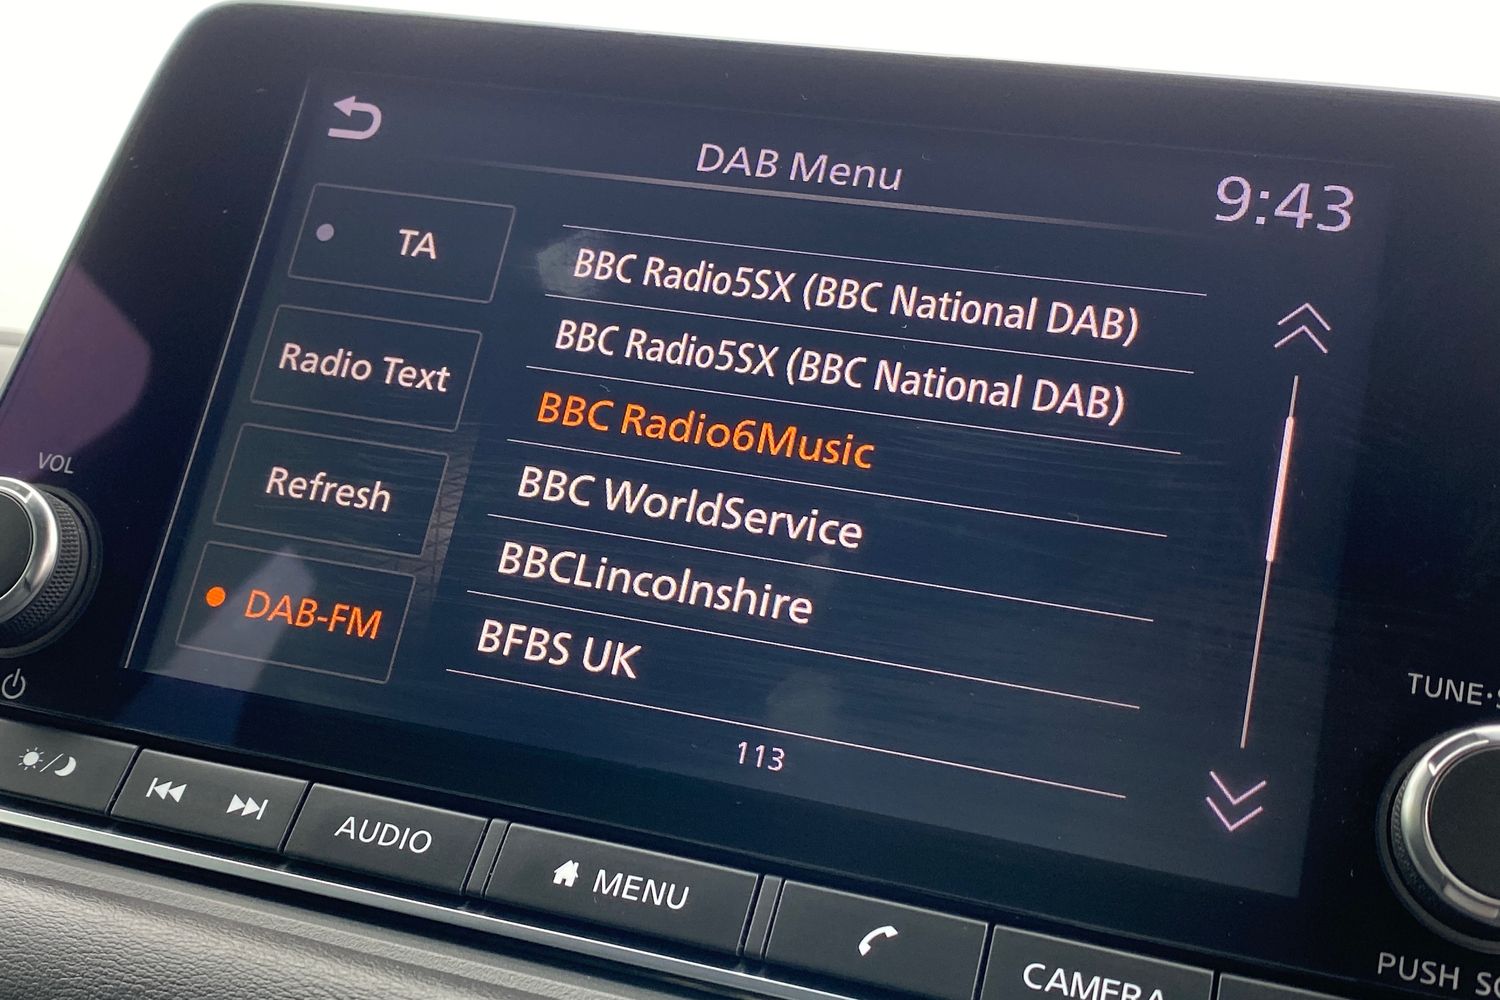 DAB Menu
9:43
TA
Radio Text
Refresh
DAB-FM
BBC Radio5SX (BBC National DAB)
BBC Radio5SX (BBC National DAB)
BBC Radio6Music
BBC WorldService
BBCLincolnshire
BFBS UK
113
VOL
TUNE·S
AUDIO
MENU
CAMERA
PUSH SO